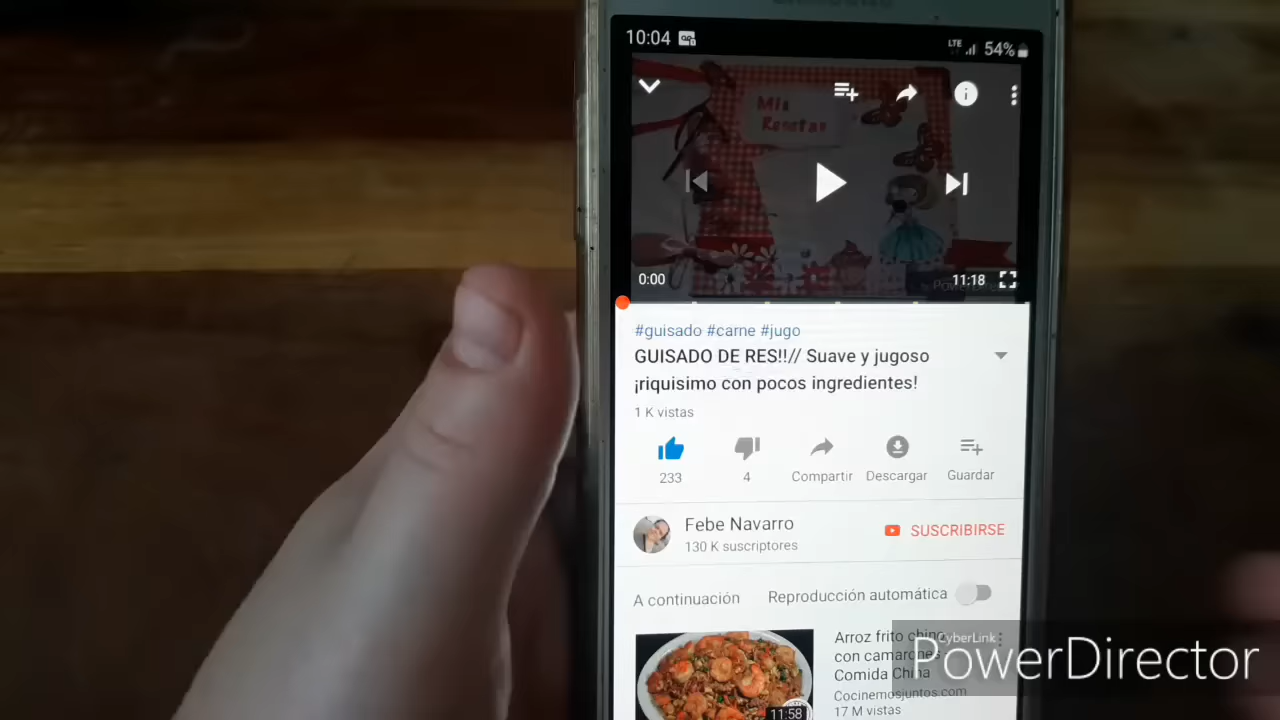 10:04
LTE 54%
Mis
Recetas
0:00 11:18
#guisado #carne #jugo
GUISADO DE RES!!// Suave y jugoso
¡riquisimo con pocos ingredientes!
1 K vistas
233 4 Compartir Descargar Guardar
Febe Navarro
130 K suscriptores
SUSCRIBIRSE
A continuación Reproducción automática
Arroz frito chino
con camarones -
Comida China
Cocinemosjuntos.com
17 M vistas
11:58
CyberLink
PowerDirector